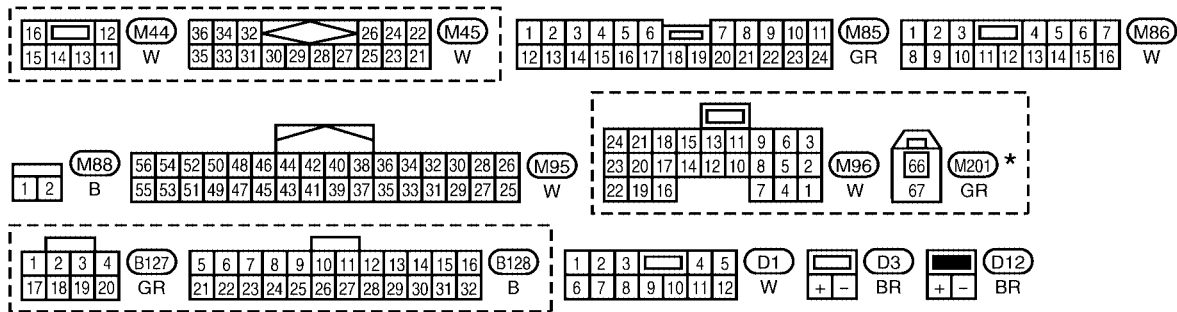 16 12 M44 36 34 32 26 24 22 M45 1 2 3 4 5 6 7 8 9 10 11 M85 1 2 3 4 5 6 7 M86
15 14 13 11 W 35 33 31 30 29 28 27 25 23 21 W 12 13 14 15 16 17 18 19 20 21 22 23 24 GR 8 9 10 11 12 13 14 15 16 W
24 21 18 15 13 11 9 6 3
M88 56 54 52 50 48 46 44 42 40 38 36 34 32 30 28 26 M95 23 20 17 14 12 10 8 5 2 M96 66 M201 *
1 2 B 55 53 51 49 47 45 43 41 39 37 35 33 31 29 27 25 W 22 19 16 7 4 1 W 67 GR
1 2 3 4 B127 5 6 7 8 9 10 11 12 13 14 15 16 B128 1 2 3 4 5 D1 D3 D12
17 18 19 20 GR 21 22 23 24 25 26 27 28 29 30 31 32 B 6 7 8 9 10 11 12 W + − BR + − BR